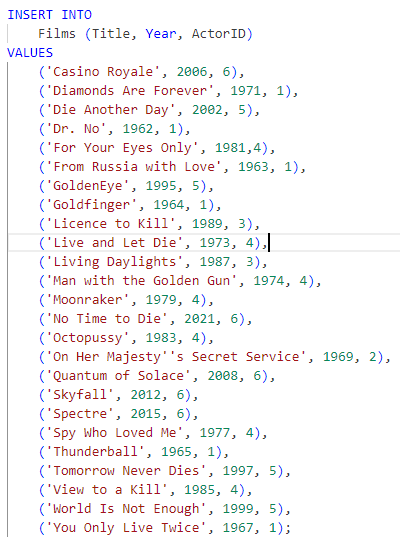 INSERT INTO
    Films (Title, Year, ActorID)
VALUES
    ('Casino Royale', 2006, 6),
    ('Diamonds Are Forever', 1971, 1),
    ('Die Another Day', 2002, 5),
    ('Dr. No', 1962, 1),
    ('For Your Eyes Only', 1981,4),
    ('From Russia with Love', 1963, 1),
    ('GoldenEye', 1995, 5),
    ('Goldfinger', 1964, 1),
    ('Licence to Kill', 1989, 3),
    ('Live and Let Die', 1973, 4),
    ('Living Daylights', 1987, 3),
    ('Man with the Golden Gun', 1974, 4),
    ('Moonraker', 1979, 4),
    ('No Time to Die', 2021, 6),
    ('Octopussy', 1983, 4),
    ('On Her Majesty''s Secret Service', 1969, 2),
    ('Quantum of Solace', 2008, 6),
    ('Skyfall', 2012, 6),
    ('Spectre', 2015, 6),
    ('Spy Who Loved Me', 1977, 4),
    ('Thunderball', 1965, 1),
    ('Tomorrow Never Dies', 1997, 5),
    ('View to a Kill', 1985, 4),
    ('World Is Not Enough', 1999, 5),
    ('You Only Live Twice', 1967, 1);